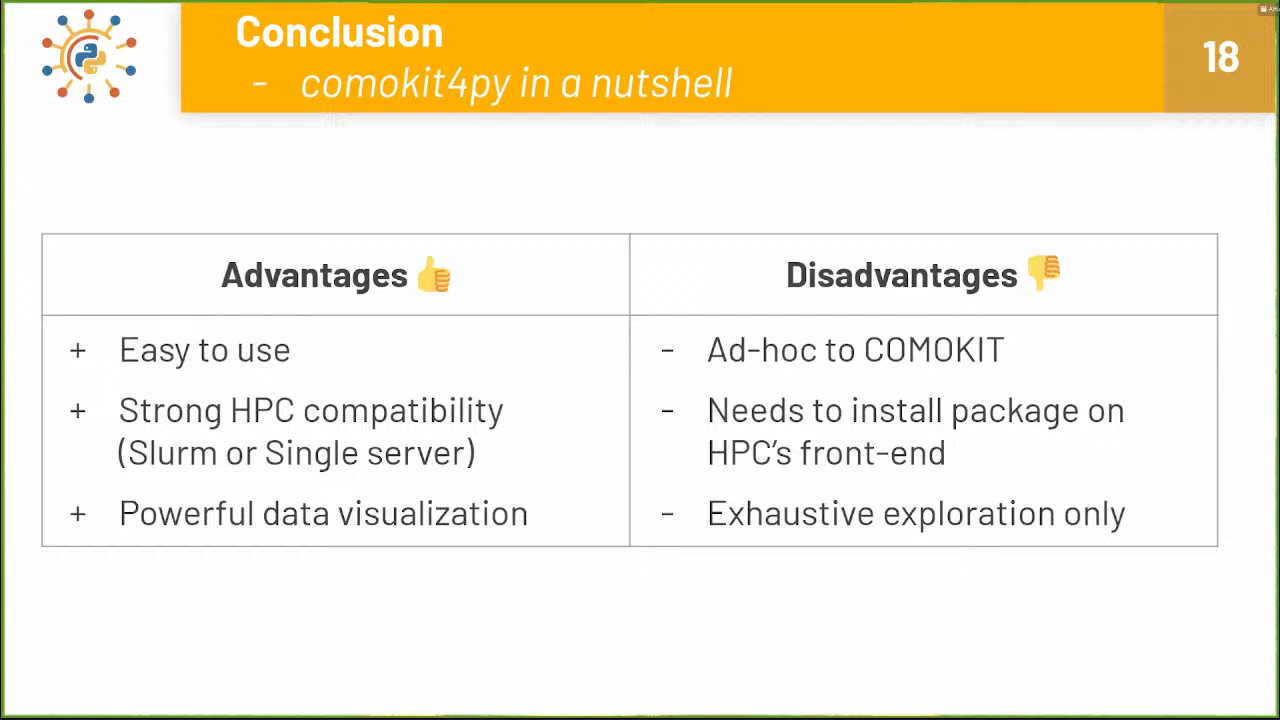 Conclusion
18
- comokit4py in a nutshell
Advantages 👍
Disadvantages 👎
+ Easy to use
- Ad-hoc to COMOKIT
+ Strong HPC compatibility
(Slurm or Single server)
- Needs to install package on
HPC's front-end
+ Powerful data visualization
- Exhaustive exploration only